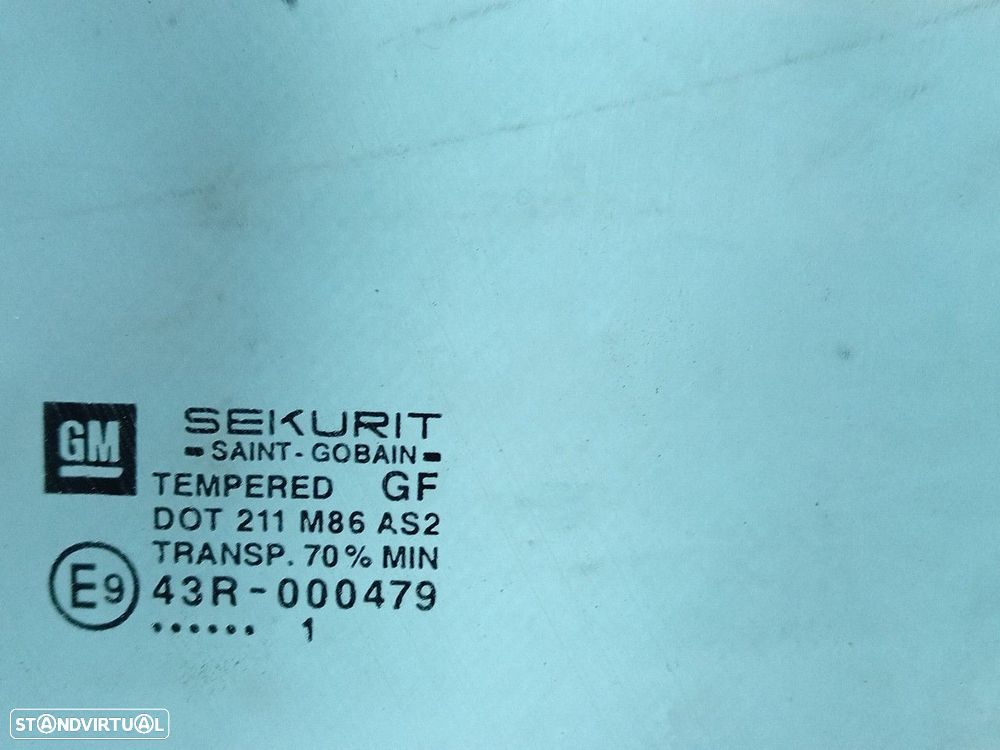 GM
SEKURIT
SAINT-GOBAIN
TEMPERED GF
DOT 211 M86 AS2
TRANSP. 70% MIN
E9 43R-000479
...... 1
STANDVIRTUAL